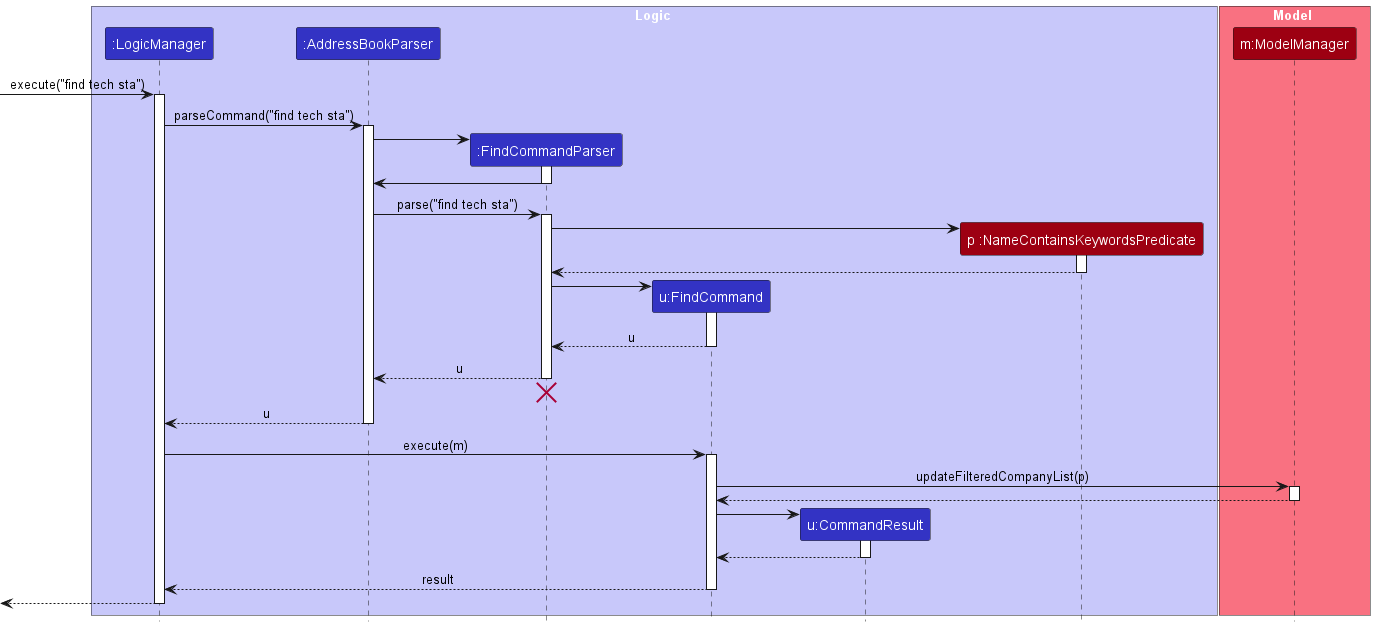 Logic
Model
:LogicManager
:AddressBookParser
m:ModelManager
execute("find tech sta")
parseCommand("find tech sta")
:FindCommandParser
parse("find tech sta")
p :NameContainsKeywordsPredicate
u:FindCommand
u
u
u
execute(m)
updateFilteredCompanyList(p)
u:CommandResult
result